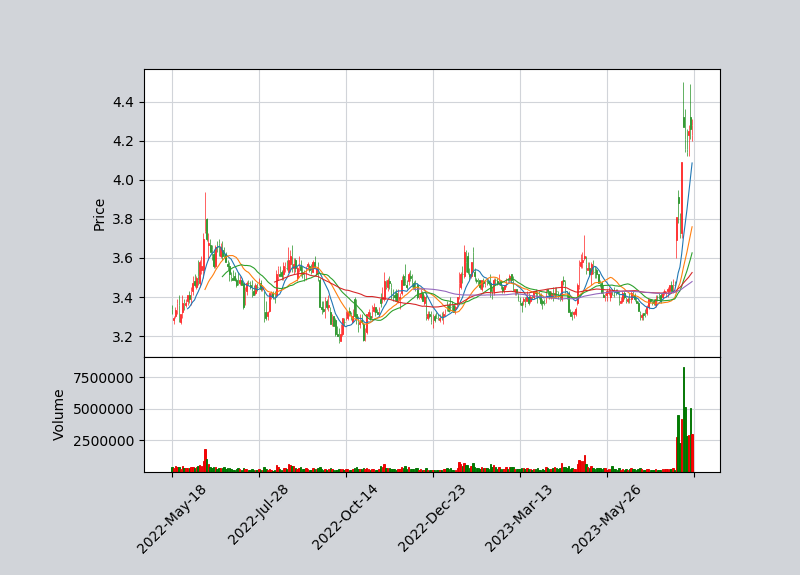 Price
4.4
4.2
4.0
3.8
3.6
3.4
3.2
Volume
7500000
5000000
2500000
2022-May-18
2022-Jul-28
2022-Oct-14
2022-Dec-23
2023-Mar-13
2023-May-26